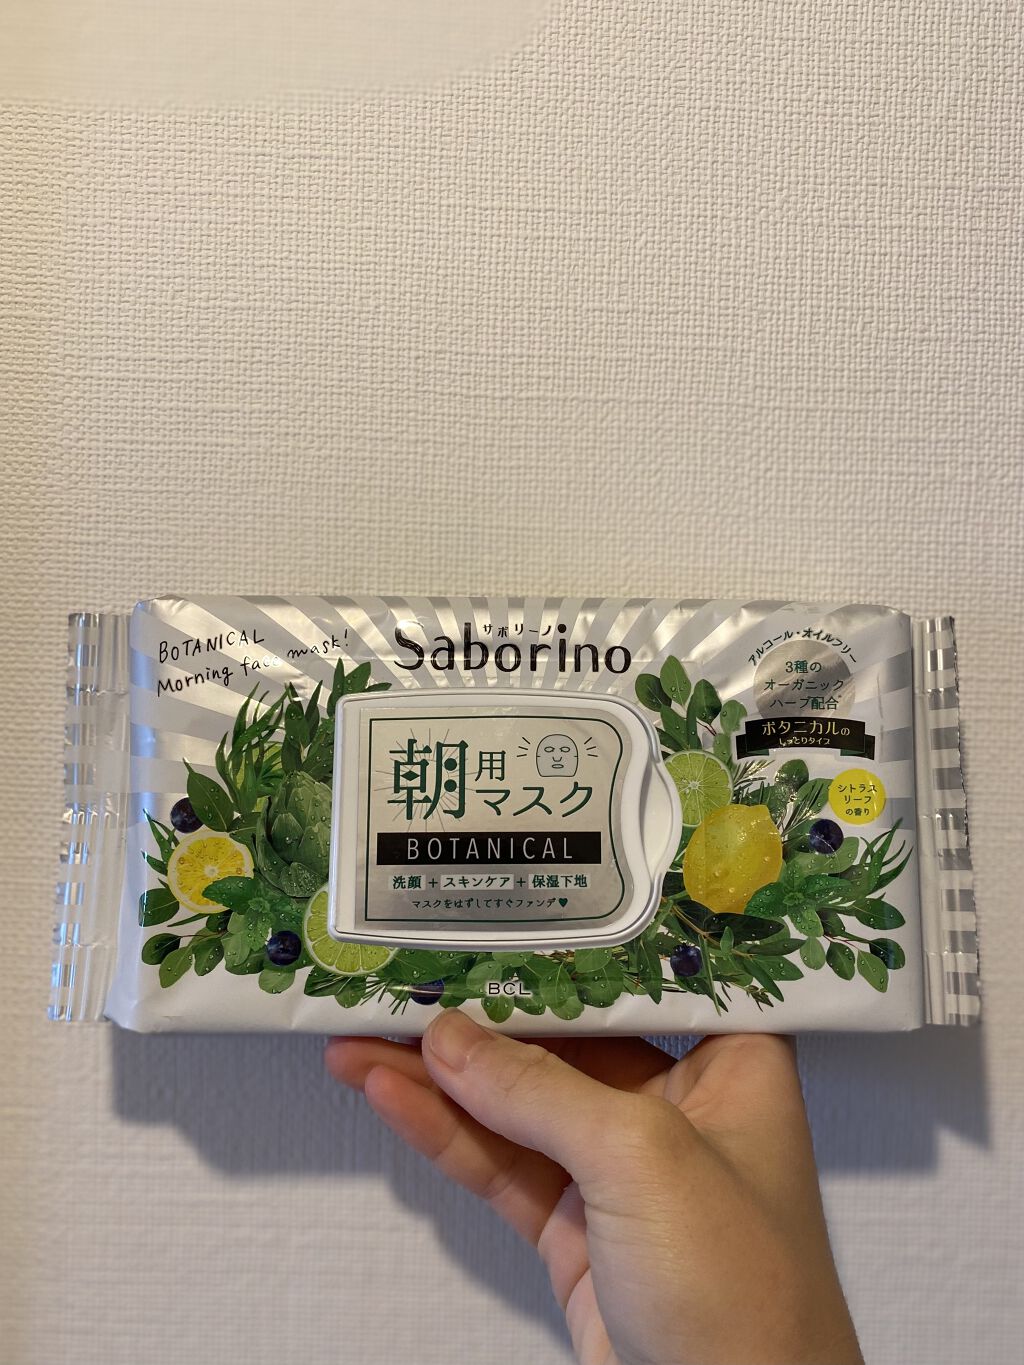 BOTANICAL
Morning face mask!
サボリーノ
Saborino
アルコール・オイルフリー
3種の
オーガニック
ハーブ配合
ボタニカルの
しっとりタイプ
シトラス
リーフ
の香り
朝用
マスク
BOTANICAL
洗顔+スキンケア+保湿下地
マスクをはずしてすぐファンデ♥
BCL